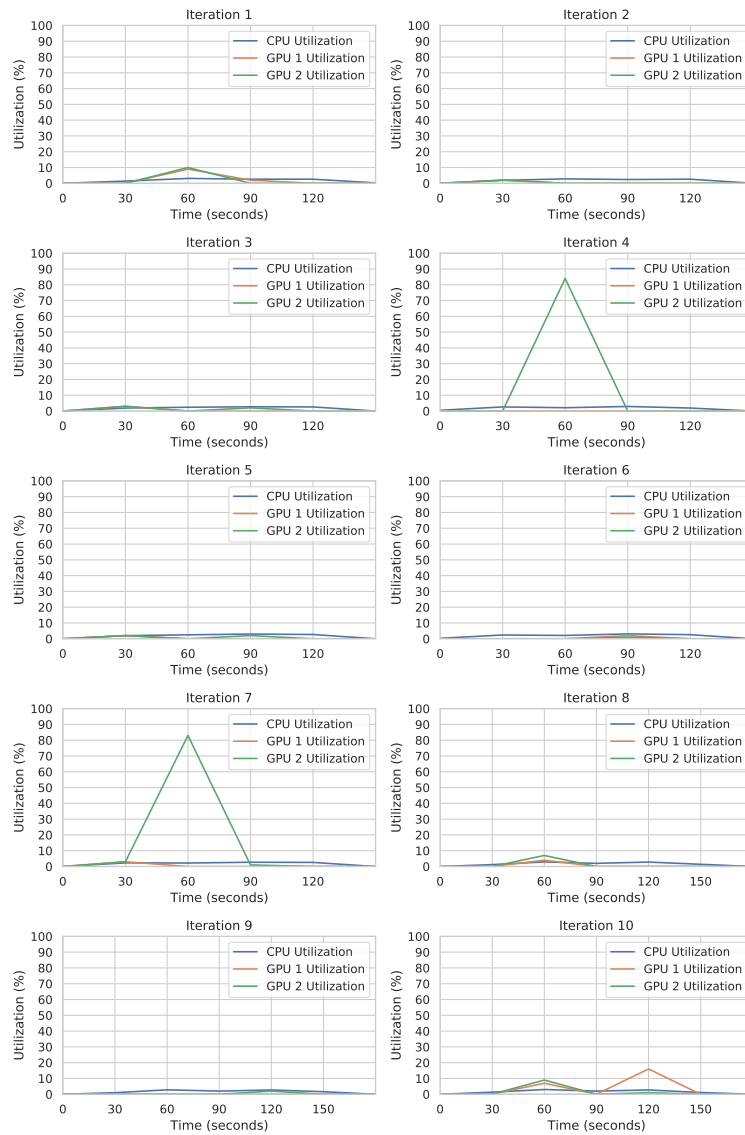 Iteration 1
100
90
80
70
60
50
40
30
20
10
0
Utilization (%)
CPU Utilization
GPU 1 Utilization
GPU 2 Utilization
0 30 60 90 120
Time (seconds)
Iteration 2
100
90
80
70
60
50
40
30
20
10
0
Utilization (%)
CPU Utilization
GPU 1 Utilization
GPU 2 Utilization
0 30 60 90 120
Time (seconds)
Iteration 3
100
90
80
70
60
50
40
30
20
10
0
Utilization (%)
CPU Utilization
GPU 1 Utilization
GPU 2 Utilization
0 30 60 90 120
Time (seconds)
Iteration 4
100
90
80
70
60
50
40
30
20
10
0
Utilization (%)
CPU Utilization
GPU 1 Utilization
GPU 2 Utilization
0 30 60 90 120
Time (seconds)
Iteration 5
100
90
80
70
60
50
40
30
20
10
0
Utilization (%)
CPU Utilization
GPU 1 Utilization
GPU 2 Utilization
0 30 60 90 120
Time (seconds)
Iteration 6
100
90
80
70
60
50
40
30
20
10
0
Utilization (%)
CPU Utilization
GPU 1 Utilization
GPU 2 Utilization
0 30 60 90 120
Time (seconds)
Iteration 7
100
90
80
70
60
50
40
30
20
10
0
Utilization (%)
CPU Utilization
GPU 1 Utilization
GPU 2 Utilization
0 30 60 90 120
Time (seconds)
Iteration 8
100
90
80
70
60
50
40
30
20
10
0
Utilization (%)
CPU Utilization
GPU 1 Utilization
GPU 2 Utilization
0 30 60 90 120 150
Time (seconds)
Iteration 9
100
90
80
70
60
50
40
30
20
10
0
Utilization (%)
CPU Utilization
GPU 1 Utilization
GPU 2 Utilization
0 30 60 90 120 150
Time (seconds)
Iteration 10
100
90
80
70
60
50
40
30
20
10
0
Utilization (%)
CPU Utilization
GPU 1 Utilization
GPU 2 Utilization
0 30 60 90 120 150
Time (seconds)